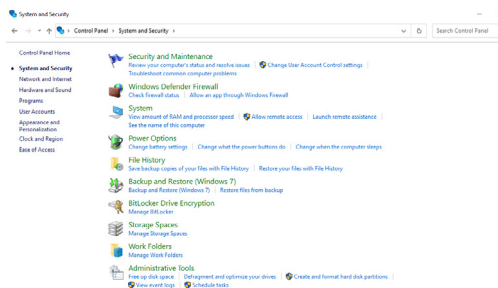 System and Security
Control Panel > System and Security >
Search Control Panel
Control Panel Home
System and Security
Network and Internet
Hardware and Sound
Programs
User Accounts
Appearance and
Personalization
Clock and Region
Ease of Access
Security and Maintenance
Review your computer's status and resolve issues | Change User Account Control settings |
Troubleshoot common computer problems
Windows Defender Firewall
Check firewall status | Allow an app through Windows Firewall
System
View amount of RAM and processor speed | Allow remote access | Launch remote assistance |
See the name of this computer
Power Options
Change battery settings | Change what the power buttons do | Change when the computer sleeps
File History
Save backup copies of your files with File History | Restore your files with File History
Backup and Restore (Windows 7)
Backup and Restore (Windows 7) | Restore files from backup
BitLocker Drive Encryption
Manage BitLocker
Storage Spaces
Manage Storage Spaces
Work Folders
Manage Work Folders
Administrative Tools
Free up disk space | Defragment and optimize your drives | Create and format hard disk partitions |
View event logs | Schedule tasks